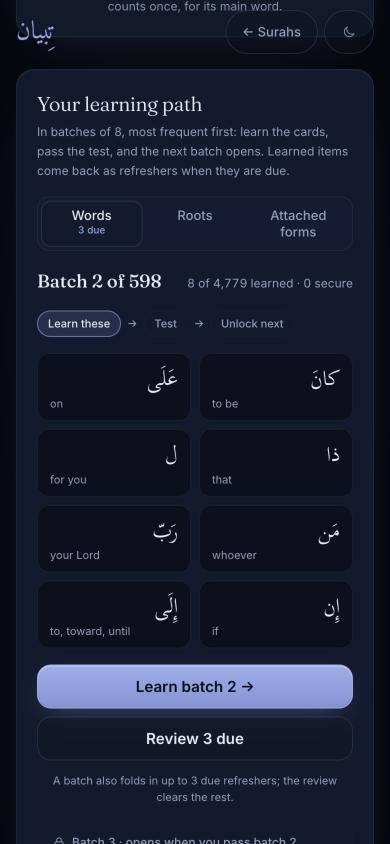 counts once, for its main word.
تِبيان
← Surahs
Your learning path
In batches of 8, most frequent first: learn the cards,
pass the test, and the next batch opens. Learned items
come back as refreshers when they are due.
Words
3 due
Roots
Attached
forms
Batch 2 of 598
8 of 4,779 learned · 0 secure
Learn these → Test → Unlock next
عَلَى
on
كانَ
to be
ل
for you
ذا
that
رَبّ
your Lord
مَن
whoever
إِلَى
to, toward, until
إِن
if
Learn batch 2 →
Review 3 due
A batch also folds in up to 3 due refreshers; the review
clears the rest.
Batch 3 · opens when you pass batch 2